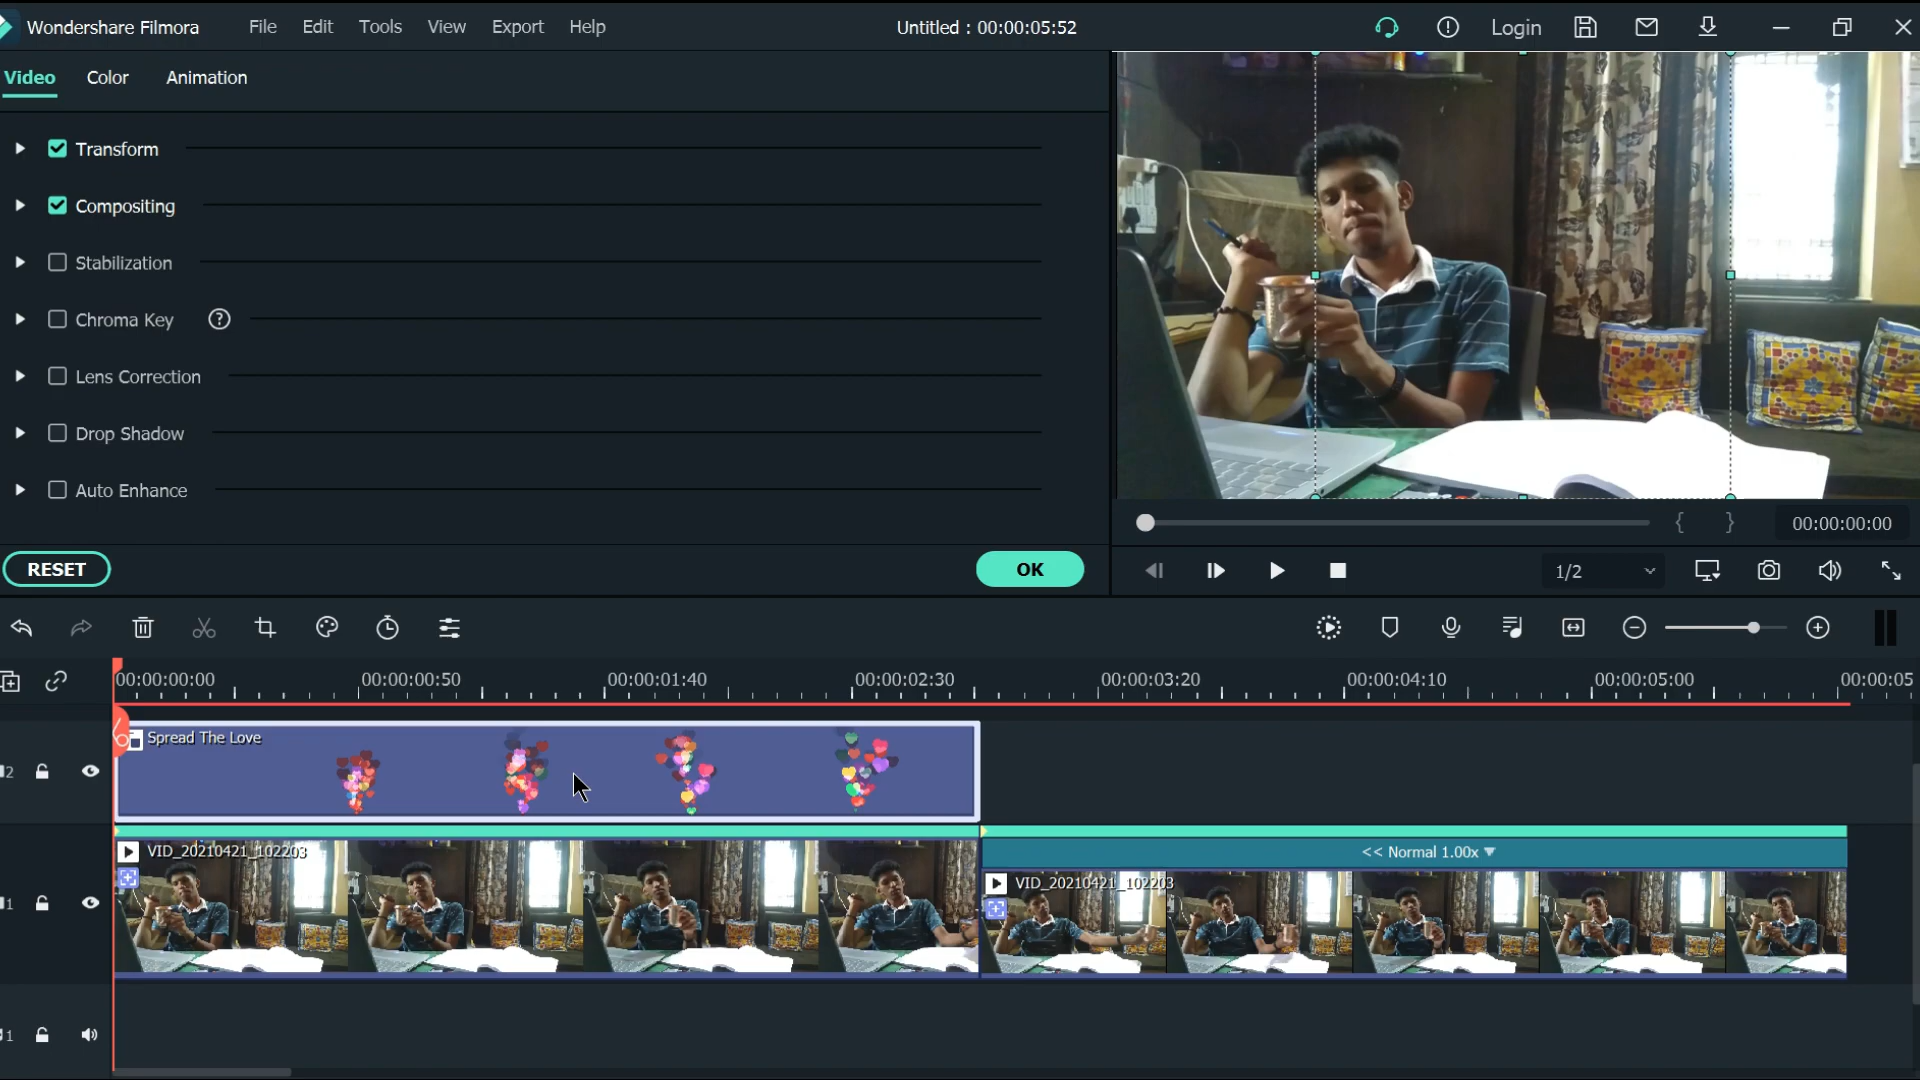 Wondershare Filmora
File
Edit
Tools
View
Export
Help
Untitled : 00:00:05:52
Login
Video
Color
Animation
Transform
Compositing
Stabilization
Chroma Key
Lens Correction
Drop Shadow
Auto Enhance
RESET
OK
{ }
00:00:00:00
1/2
00:00:00:00
00:00:00:50
00:00:01:40
00:00:02:30
00:00:03:20
00:00:04:10
00:00:05:00
00:00:05
2
Spread The Love
1
VID_20210421_102203
<< Normal 1.00x
VID_20210421_102203
1